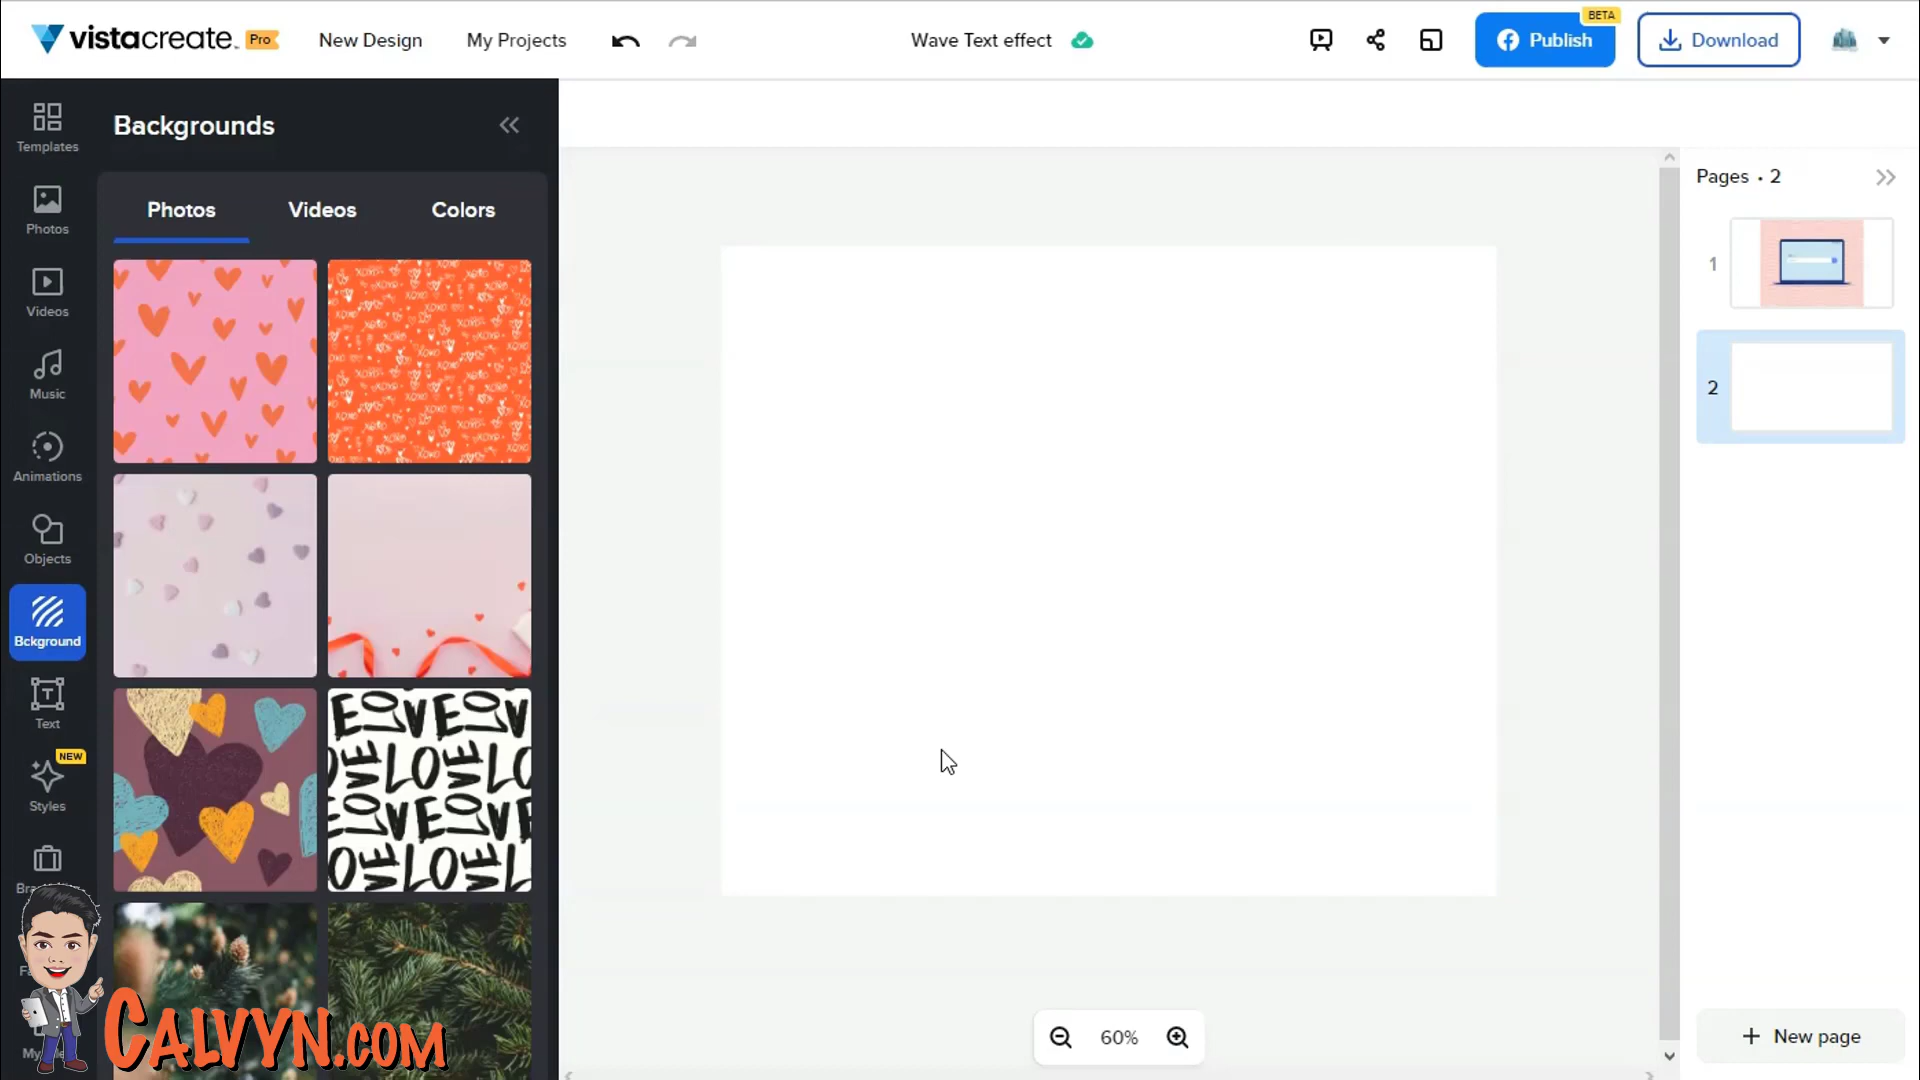 vistacreate. Pro
New Design
My Projects
Wave Text effect
BETA
Publish
Download
Templates
Photos
Videos
Music
Animations
Objects
Bckground
Text
NEW
Styles
Backgrounds
Photos
Videos
Colors
LOVE
CALVYN.COM
60%
Pages • 2
1
2
New page